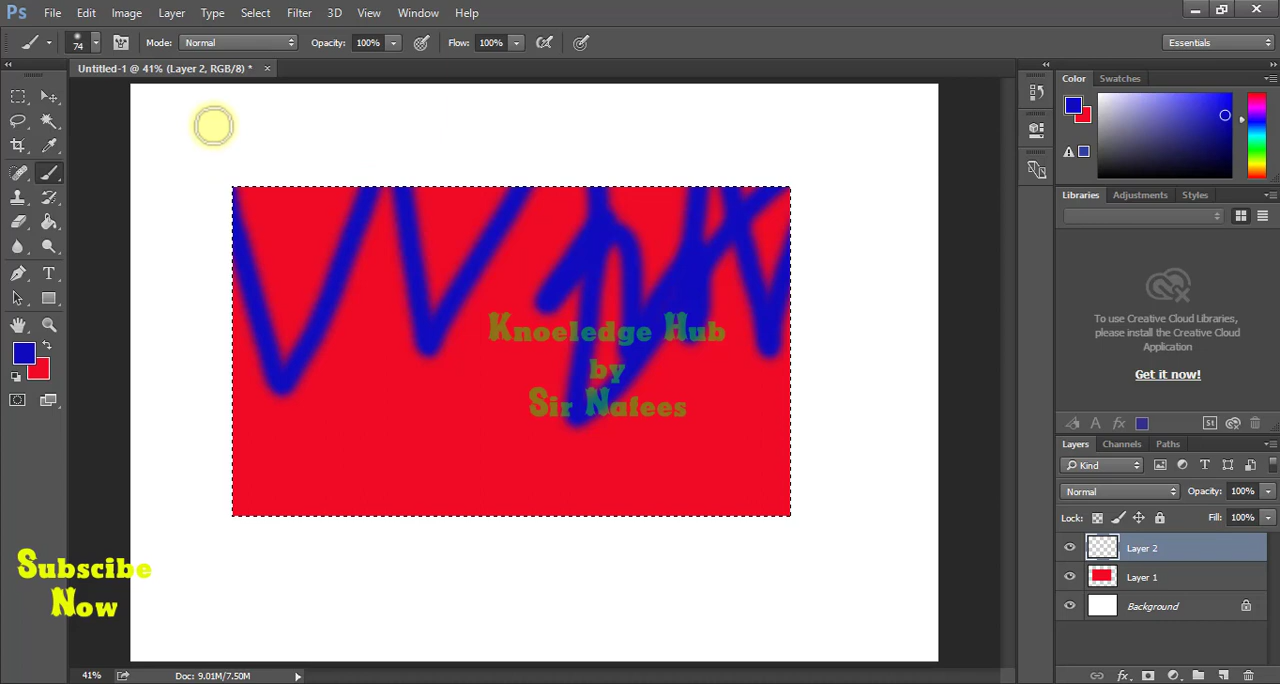 Ps File Edit Image Layer Type Select Filter 3D View Window Help
74 Mode: Normal Opacity: 100% Flow: 100% Essentials
Untitled-1 @ 41% (Layer 2, RGB/8) * ×
Color Swatches
Libraries Adjustments Styles
To use Creative Cloud Libraries,
please install the Creative Cloud
Application
Get it now!
Knoeledge Hub
by
Sir Nafees
Layers Channels Paths
Kind
Normal Opacity: 100%
Lock: Fill: 100%
Layer 2
Layer 1
Background
Subscibe
Now
41% Doc: 9.01M/7.50M